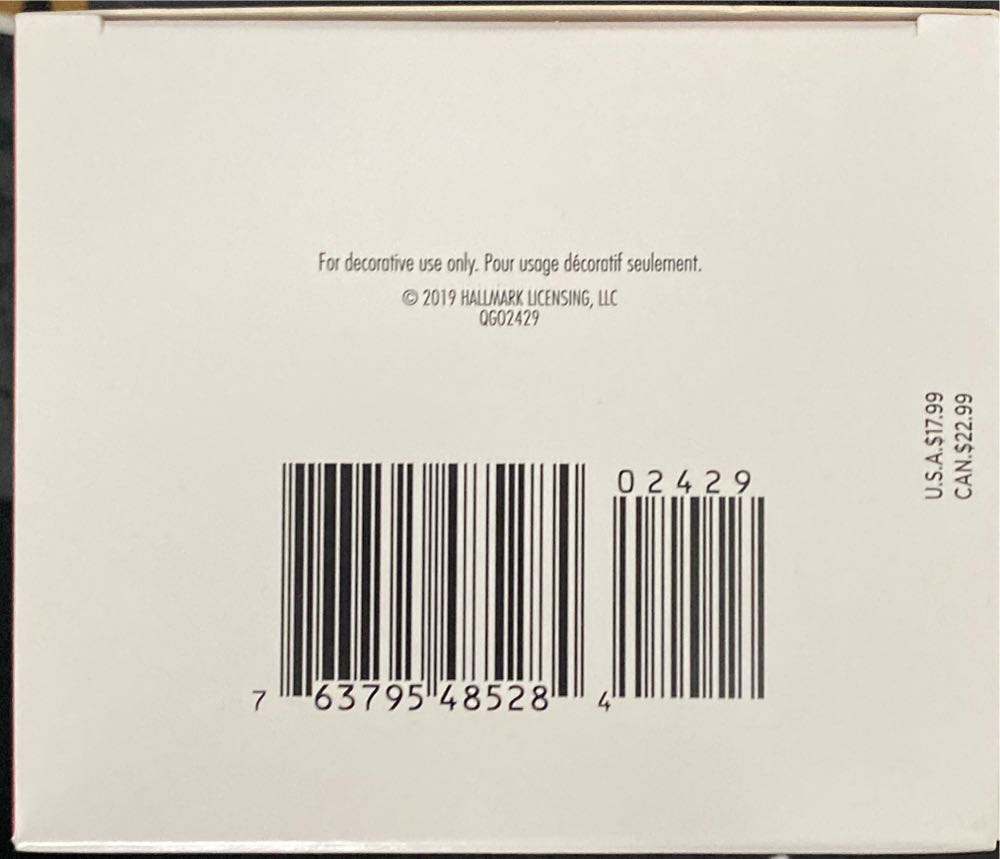 For decorative use only. Pour usage décoratif seulement.
© 2019 HALLMARK LICENSING, LLC
QGO2429
U.S.A.$17.99
CAN.$22.99
02429
7 63795 48528 4